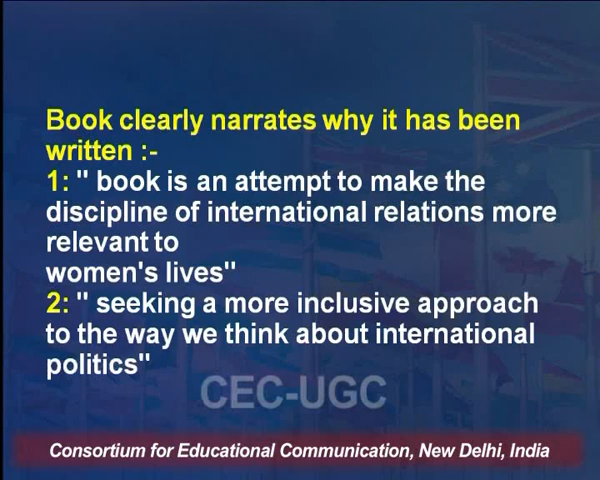 Book clearly narrates why it has been
written :-
1: " book is an attempt to make the
discipline of international relations more
relevant to
women's lives"
2: " seeking a more inclusive approach
to the way we think about international
politics"
CEC-UGC
Consortium for Educational Communication, New Delhi, India